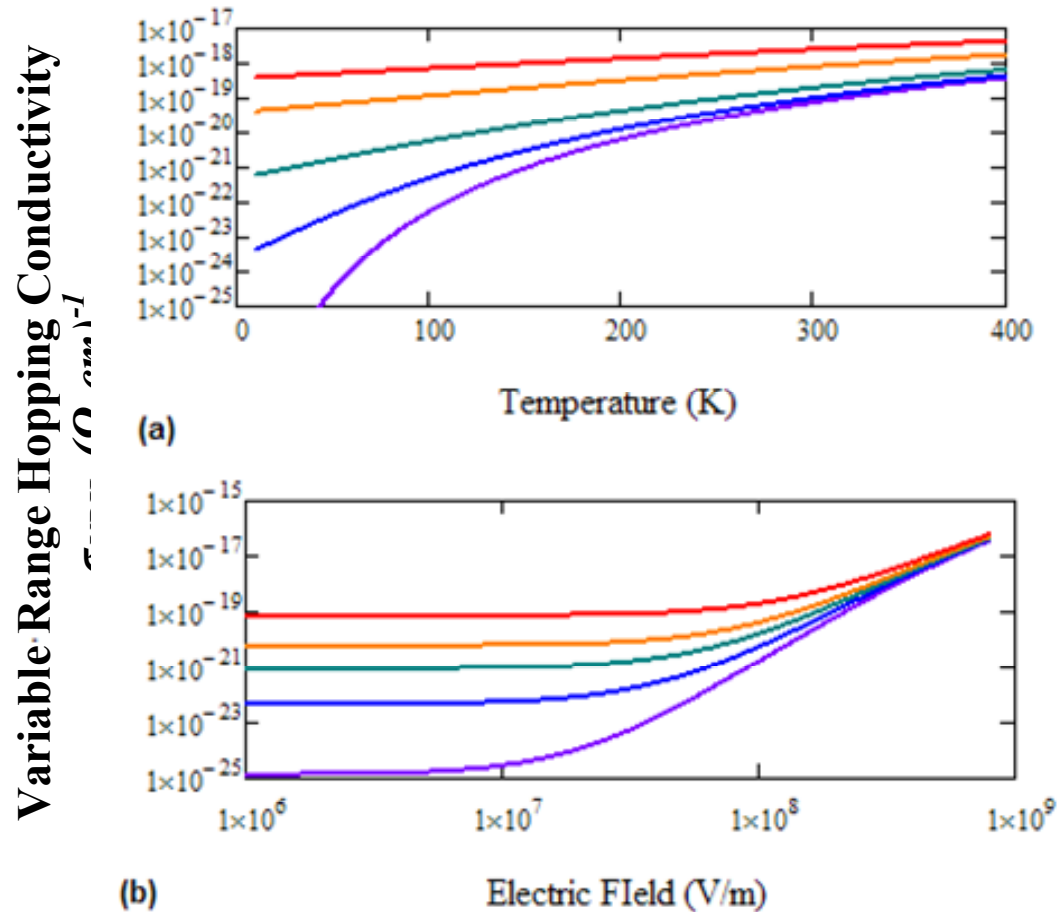 Variable Range Hopping Conductivity
1×10⁻¹⁷
1×10⁻¹⁸
1×10⁻¹⁹
1×10⁻²⁰
1×10⁻²¹
1×10⁻²²
1×10⁻²³
1×10⁻²⁴
1×10⁻²⁵
0 100 200 300 400
Temperature (K)
(a)
1×10⁻¹⁵
1×10⁻¹⁷
1×10⁻¹⁹
1×10⁻²¹
1×10⁻²³
1×10⁻²⁵
1×10⁶ 1×10⁷ 1×10⁸ 1×10⁹
(b) Electric FIeld (V/m)